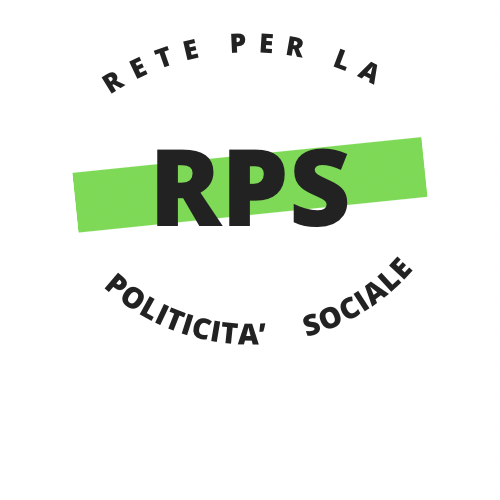 RETE PER LA
RPS
POLITICITA’ SOCIALE